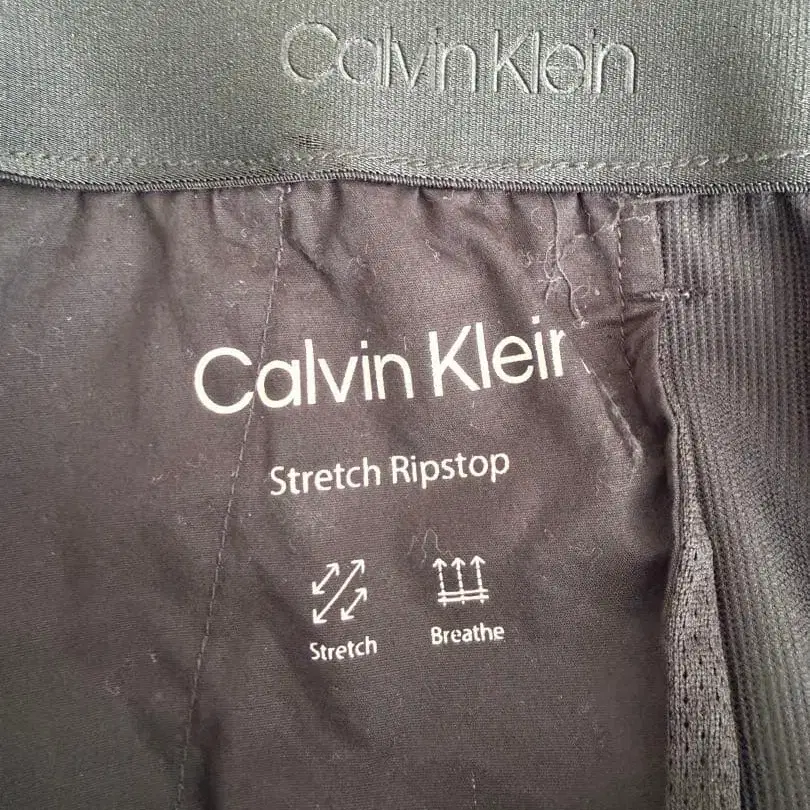 Calvin Klein
Calvin Klein
Stretch Ripstop
Stretch
Breathe